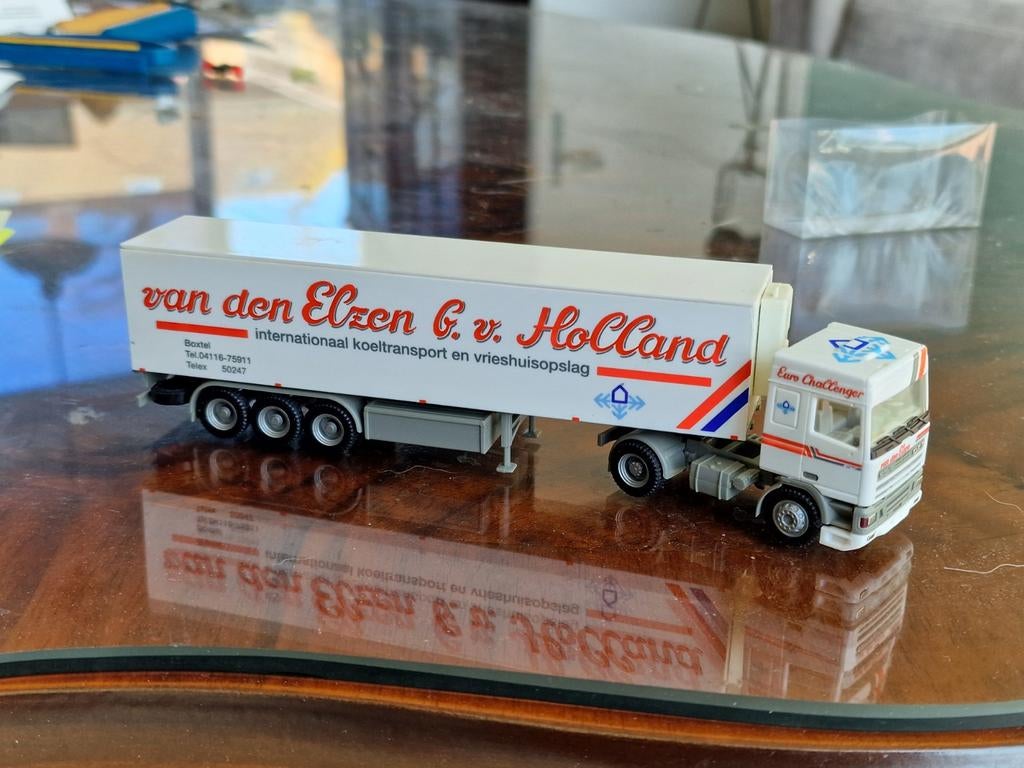 van den Elzen B.v. Holland
internationaal koeltransport en vrieshuisopslag
Boxtel
Tel.04116-75911
Telex 50247
Euro Challenger